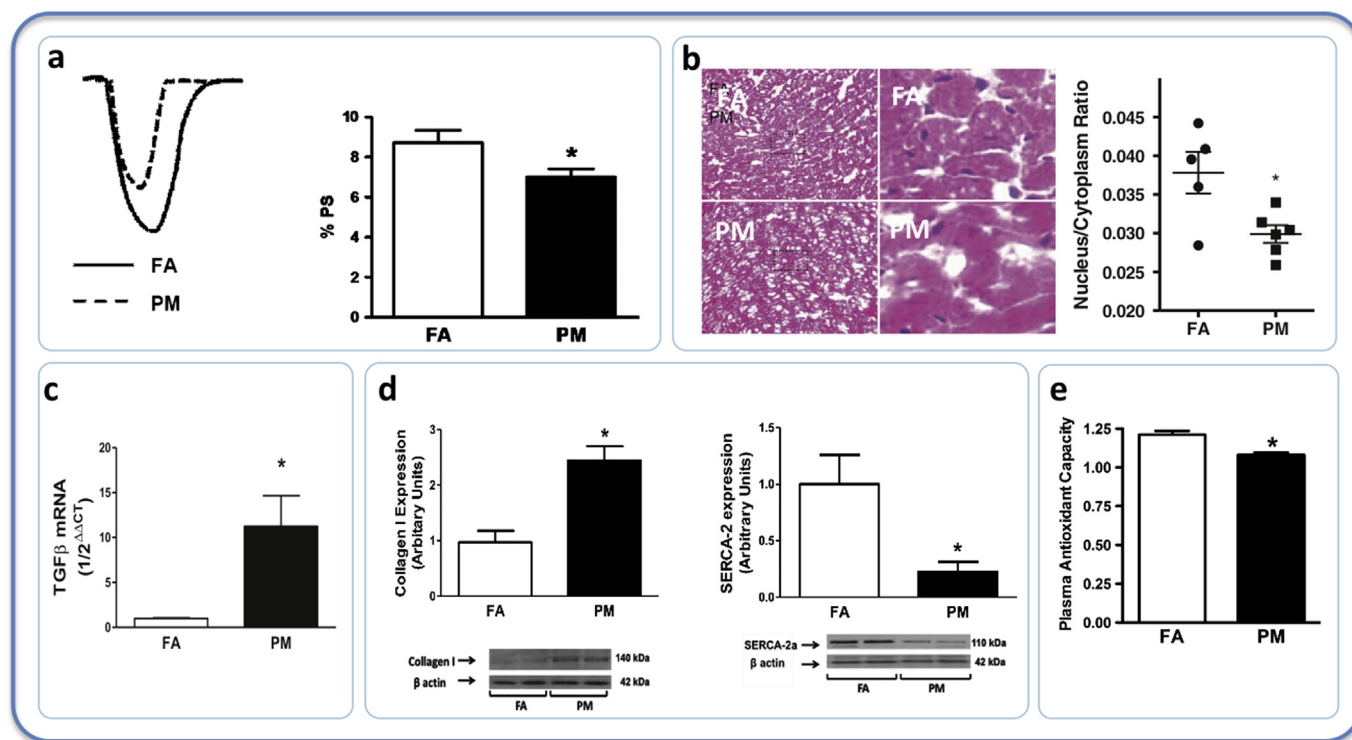 a
FA
PM
% PS
10
8
6
4
2
0
*
FA
PM
b
FA
PM
FA
FA
PM
PM
Nucleus/Cytoplasm Ratio
0.045
0.040
0.035
0.030
0.025
0.020
*
FA
PM
c
TGFβ mRNA
(1/2ΔΔCT)
20
15
10
5
0
*
FA
PM
d
Collagen I Expression
(Arbitary Units)
3
2
1
0
*
FA
PM
Collagen I
140 kDa
β actin
42 kDa
FA
PM
SERCA-2 expression
(Arbitrary Units)
1.5
1.0
0.5
0.0
*
FA
PM
SERCA-2a
110 kDa
β actin
42 kDa
FA
PM
e
Plasma Antioxidant Capacity
1.25
1.00
0.75
0.50
0.25
0.00
*
FA
PM